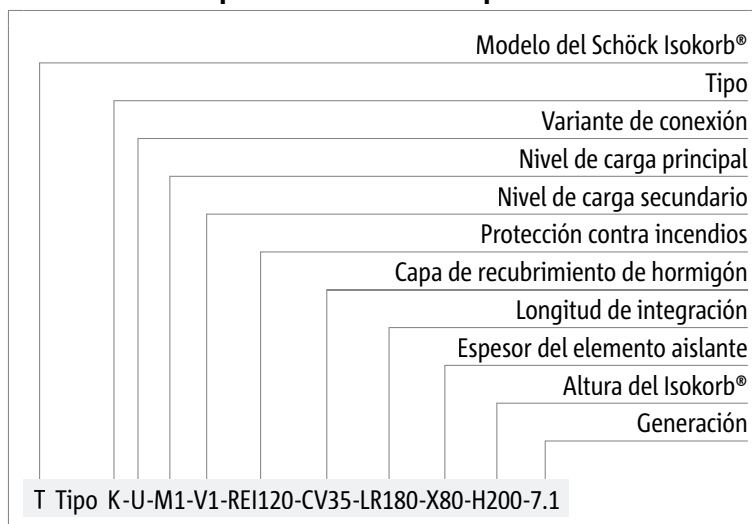 Modelo del Schöck Isokorb®
Tipo
Variante de conexión
Nivel de carga principal
Nivel de carga secundario
Protección contra incendios
Capa de recubrimiento de hormigón
Longitud de integración
Espesor del elemento aislante
Altura del Isokorb®
Generación
T Tipo K-U-M1-V1-REI120-CV35-LR180-X80-H200-7.1